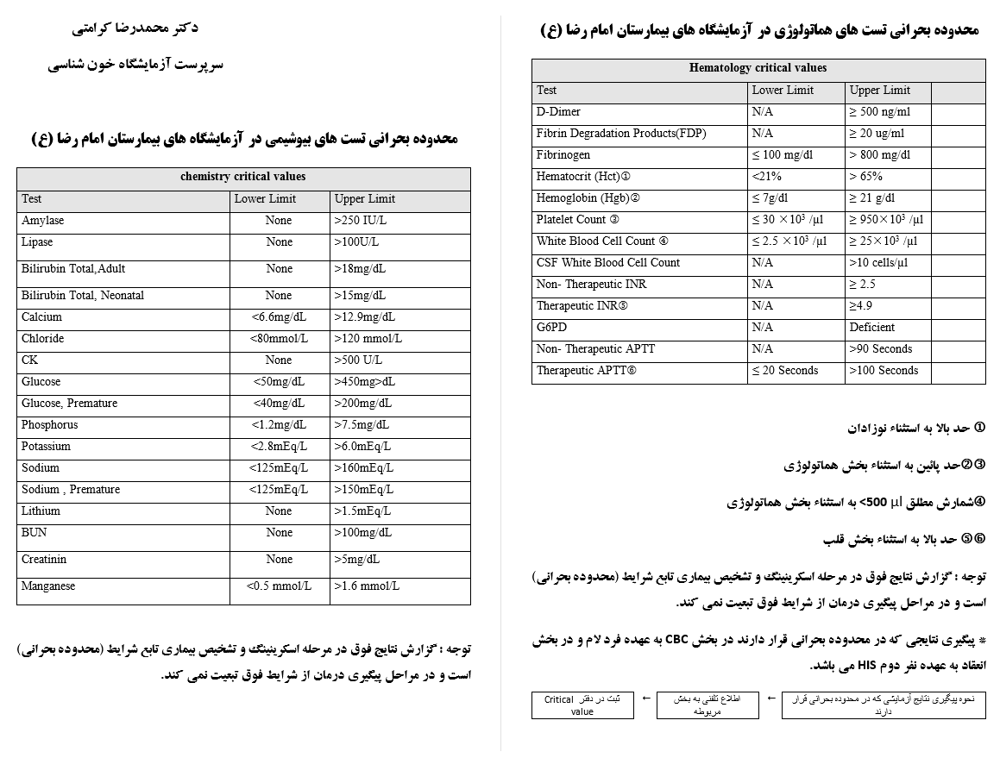 محدوده بحرانی تست های هماتولوژی در آزمایشگاه های بیمارستان امام رضا (ع)
Hematology critical values
Test Lower Limit Upper Limit
D-Dimer N/A ≥ 500 ng/ml
Fibrin Degradation Products(FDP) N/A ≥ 20 ug/ml
Fibrinogen ≤ 100 mg/dl > 800 mg/dl
Hematocrit (Hct)① <21% > 65%
Hemoglobin (Hgb)② ≤ 7g/dl ≥ 21 g/dl
Platelet Count ③ ≤ 30 ×10³ /µl ≥ 950×10³ /µl
White Blood Cell Count ④ ≤ 2.5 ×10³ /µl ≥ 25×10³ /µl
CSF White Blood Cell Count N/A >10 cells/µl
Non- Therapeutic INR N/A ≥ 2.5
Therapeutic INR⑤ N/A ≥4.9
G6PD N/A Deficient
Non- Therapeutic APTT N/A >90 Seconds
Therapeutic APTT⑥ ≤ 20 Seconds >100 Seconds
① حد بالا به استثناء نوزادان
②③حد پائین به استثناء بخش هماتولوژی
④شمارش مطلق <500 µl به استثناء بخش هماتولوژی
⑤⑥ حد بالا به استثناء بخش قلب
توجه : گزارش نتایج فوق در مرحله اسکرینینگ و تشخیص بیماری تابع شرایط (محدوده بحرانی)
است و در مراحل پیگیری درمان از شرایط فوق تبعیت نمی کند.
* پیگیری نتایجی که در محدوده بحرانی قرار دارند در بخش CBC به عهده فرد لام و در بخش
انعقاد به عهده نفر دوم HIS می باشد.
نحوه پیگیری نتایج آزمایشی که در محدوده بحرانی قرار
دارند
←
اطلاع تلفنی به بخش
مربوطه
←
ثبت در دفتر Critical
value
دکتر محمدرضا کرامتی
سرپرست آزمایشگاه خون شناسی
محدوده بحرانی تست های بیوشیمی در آزمایشگاه های بیمارستان امام رضا (ع)
chemistry critical values
Test Lower Limit Upper Limit
Amylase None >250 IU/L
Lipase None >100U/L
Bilirubin Total,Adult None >18mg/dL
Bilirubin Total, Neonatal None >15mg/dL
Calcium <6.6mg/dL >12.9mg/dL
Chloride <80mmol/L >120 mmol/L
CK None >500 U/L
Glucose <50mg/dL >450mg>dL
Glucose, Premature <40mg/dL >200mg/dL
Phosphorus <1.2mg/dL >7.5mg/dL
Potassium <2.8mEq/L >6.0mEq/L
Sodium <125mEq/L >160mEq/L
Sodium , Premature <125mEq/L >150mEq/L
Lithium None >1.5mEq/L
BUN None >100mg/dL
Creatinin None >5mg/dL
Manganese <0.5 mmol/L >1.6 mmol/L
توجه : گزارش نتایج فوق در مرحله اسکرینینگ و تشخیص بیماری تابع شرایط (محدوده بحرانی)
است و در مراحل پیگیری درمان از شرایط فوق تبعیت نمی کند.